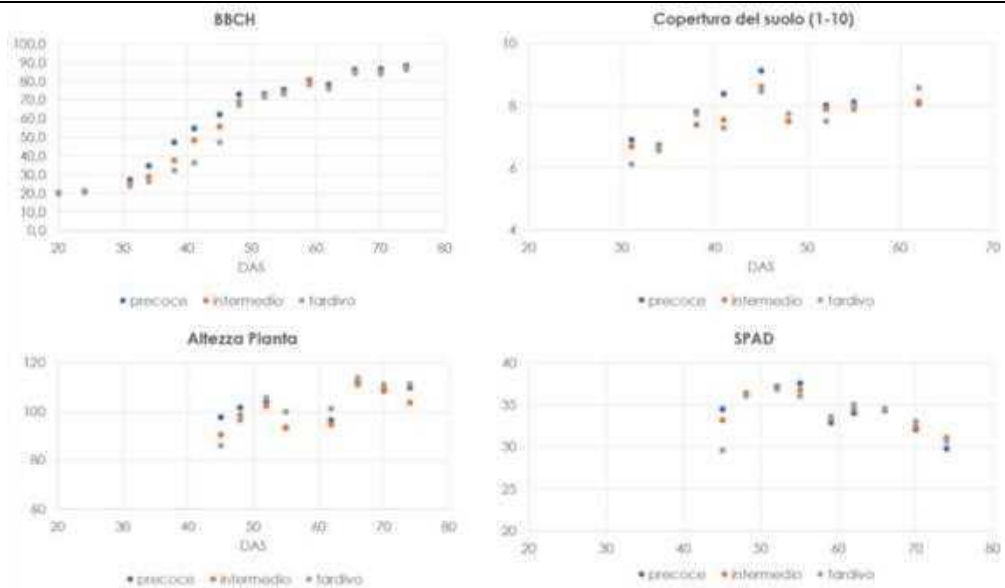 BBCH
100,0
90,0
80,0
70,0
60,0
50,0
40,0
30,0
20,0
10,0
0,0
20 30 40 50 60 70 80
DAS
precoce intermedio tardivo
Copertura del suolo (1-10)
10
8
6
4
20 30 40 50 60 70
DAS
precoce intermedio tardivo
Altezza Pianta
120
100
80
60
20 30 40 50 60 70 80
DAS
precoce intermedio tardivo
SPAD
40
35
30
25
20
20 30 40 50 60 70 80
precoce intermedio tardivo